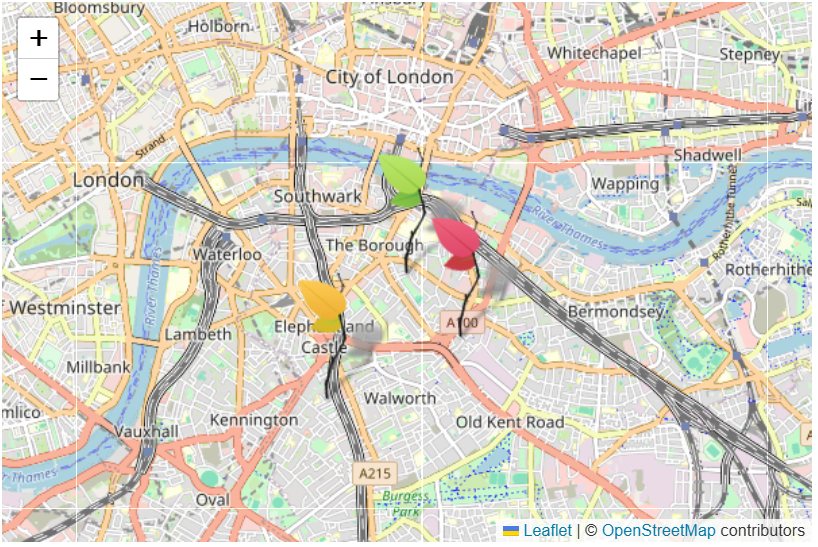 Bloomsbury
Holborn
+
−
City of London
Whitechapel
Stepney
Strand
London
Shadwell
Southwark
Wapping
River Thames
Rotherhithe Tunnel
The Borough
Waterloo
Rotherhithe
River Thames
Westminster
Lambeth
Elephant and
Castle
A100
Bermondsey
Millbank
Walworth
Kennington
Old Kent Road
Vauxhall
A215
Oval
Burgess
Park
Leaflet | © OpenStreetMap contributors